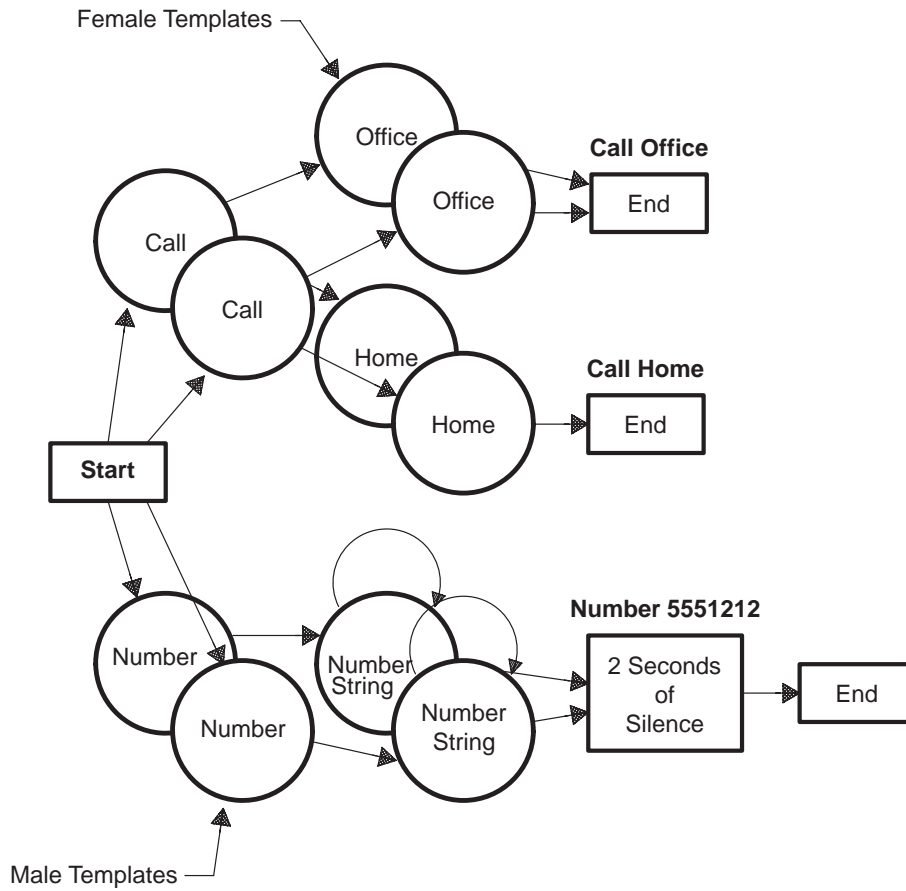 Female Templates
Office
Call Office
Office
End
Call
Call
Home
Call Home
Home
End
Start
Number 5551212
Number
Number
String
2 Seconds
of
Silence
End
Number
Number
String
Male Templates